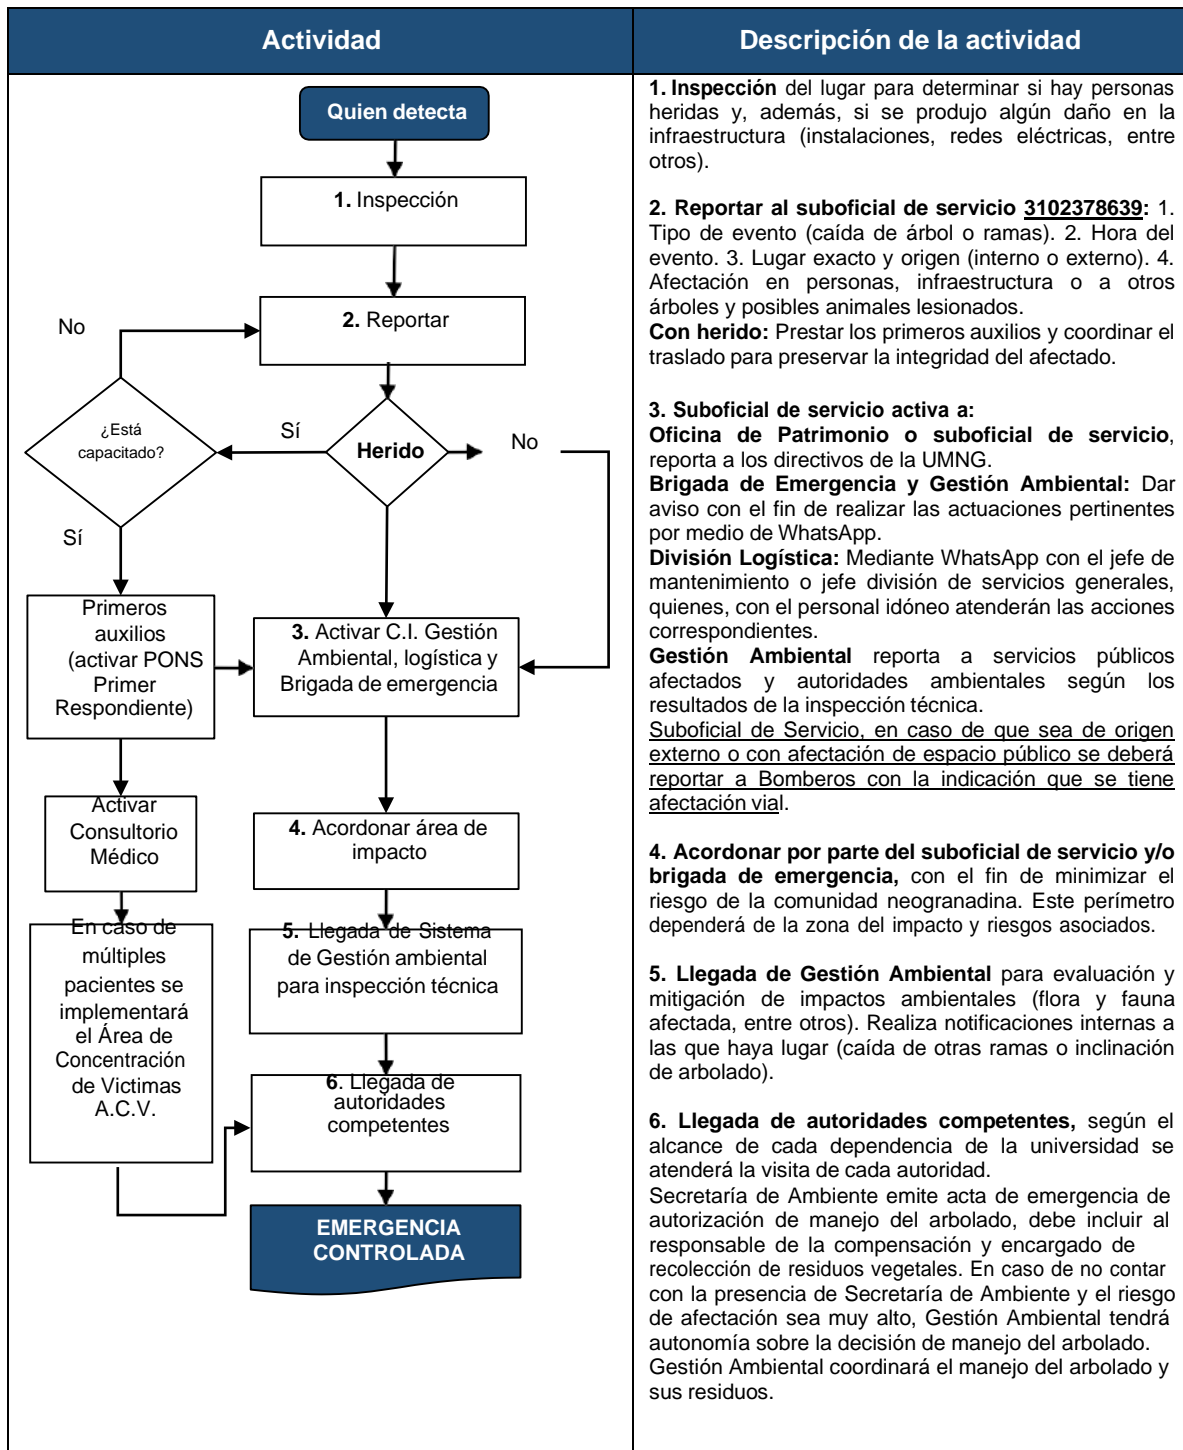 Actividad
Descripción de la actividad
Quien detecta
1. Inspección
2. Reportar
No
¿Está
capacitado?
Sí
Herido
No
Sí
Primeros
auxilios
(activar PONS
Primer
Respondiente)
3. Activar C.I. Gestión
Ambiental, logística y
Brigada de emergencia
Activar
Consultorio
Médico
4. Acordonar área de
impacto
En caso de
múltiples
pacientes se
implementará
el Área de
Concentración
de Victimas
A.C.V.
5. Llegada de Sistema
de Gestión ambiental
para inspección técnica
6. Llegada de
autoridades
competentes
EMERGENCIA
CONTROLADA
1. Inspección del lugar para determinar si hay personas
heridas y, además, si se produjo algún daño en la
infraestructura (instalaciones, redes eléctricas, entre
otros).
2. Reportar al suboficial de servicio 3102378639: 1.
Tipo de evento (caída de árbol o ramas). 2. Hora del
evento. 3. Lugar exacto y origen (interno o externo). 4.
Afectación en personas, infraestructura o a otros
árboles y posibles animales lesionados.
Con herido: Prestar los primeros auxilios y coordinar el
traslado para preservar la integridad del afectado.
3. Suboficial de servicio activa a:
Oficina de Patrimonio o suboficial de servicio,
reporta a los directivos de la UMNG.
Brigada de Emergencia y Gestión Ambiental: Dar
aviso con el fin de realizar las actuaciones pertinentes
por medio de WhatsApp.
División Logística: Mediante WhatsApp con el jefe de
mantenimiento o jefe división de servicios generales,
quienes, con el personal idóneo atenderán las acciones
correspondientes.
Gestión Ambiental reporta a servicios públicos
afectados y autoridades ambientales según los
resultados de la inspección técnica.
Suboficial de Servicio, en caso de que sea de origen
externo o con afectación de espacio público se deberá
reportar a Bomberos con la indicación que se tiene
afectación vial.
4. Acordonar por parte del suboficial de servicio y/o
brigada de emergencia, con el fin de minimizar el
riesgo de la comunidad neogranadina. Este perímetro
dependerá de la zona del impacto y riesgos asociados.
5. Llegada de Gestión Ambiental para evaluación y
mitigación de impactos ambientales (flora y fauna
afectada, entre otros). Realiza notificaciones internas a
las que haya lugar (caída de otras ramas o inclinación
de arbolado).
6. Llegada de autoridades competentes, según el
alcance de cada dependencia de la universidad se
atenderá la visita de cada autoridad.
Secretaría de Ambiente emite acta de emergencia de
autorización de manejo del arbolado, debe incluir al
responsable de la compensación y encargado de
recolección de residuos vegetales. En caso de no contar
con la presencia de Secretaría de Ambiente y el riesgo
de afectación sea muy alto, Gestión Ambiental tendrá
autonomía sobre la decisión de manejo del arbolado.
Gestión Ambiental coordinará el manejo del arbolado y
sus residuos.